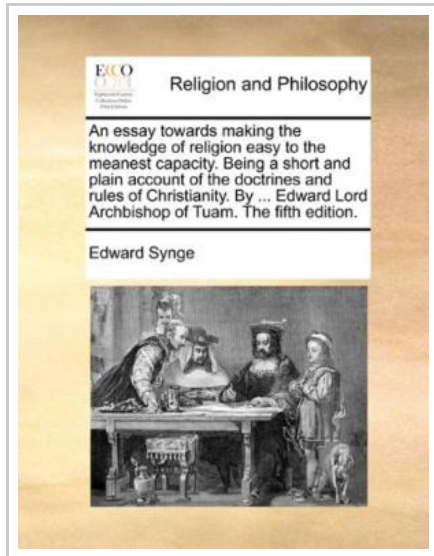 ECCO
Religion and Philosophy
An essay towards making the
knowledge of religion easy to the
meanest capacity. Being a short and
plain account of the doctrines and
rules of Christianity. By ... Edward Lord
Archbishop of Tuam. The fifth edition.
Edward Synge